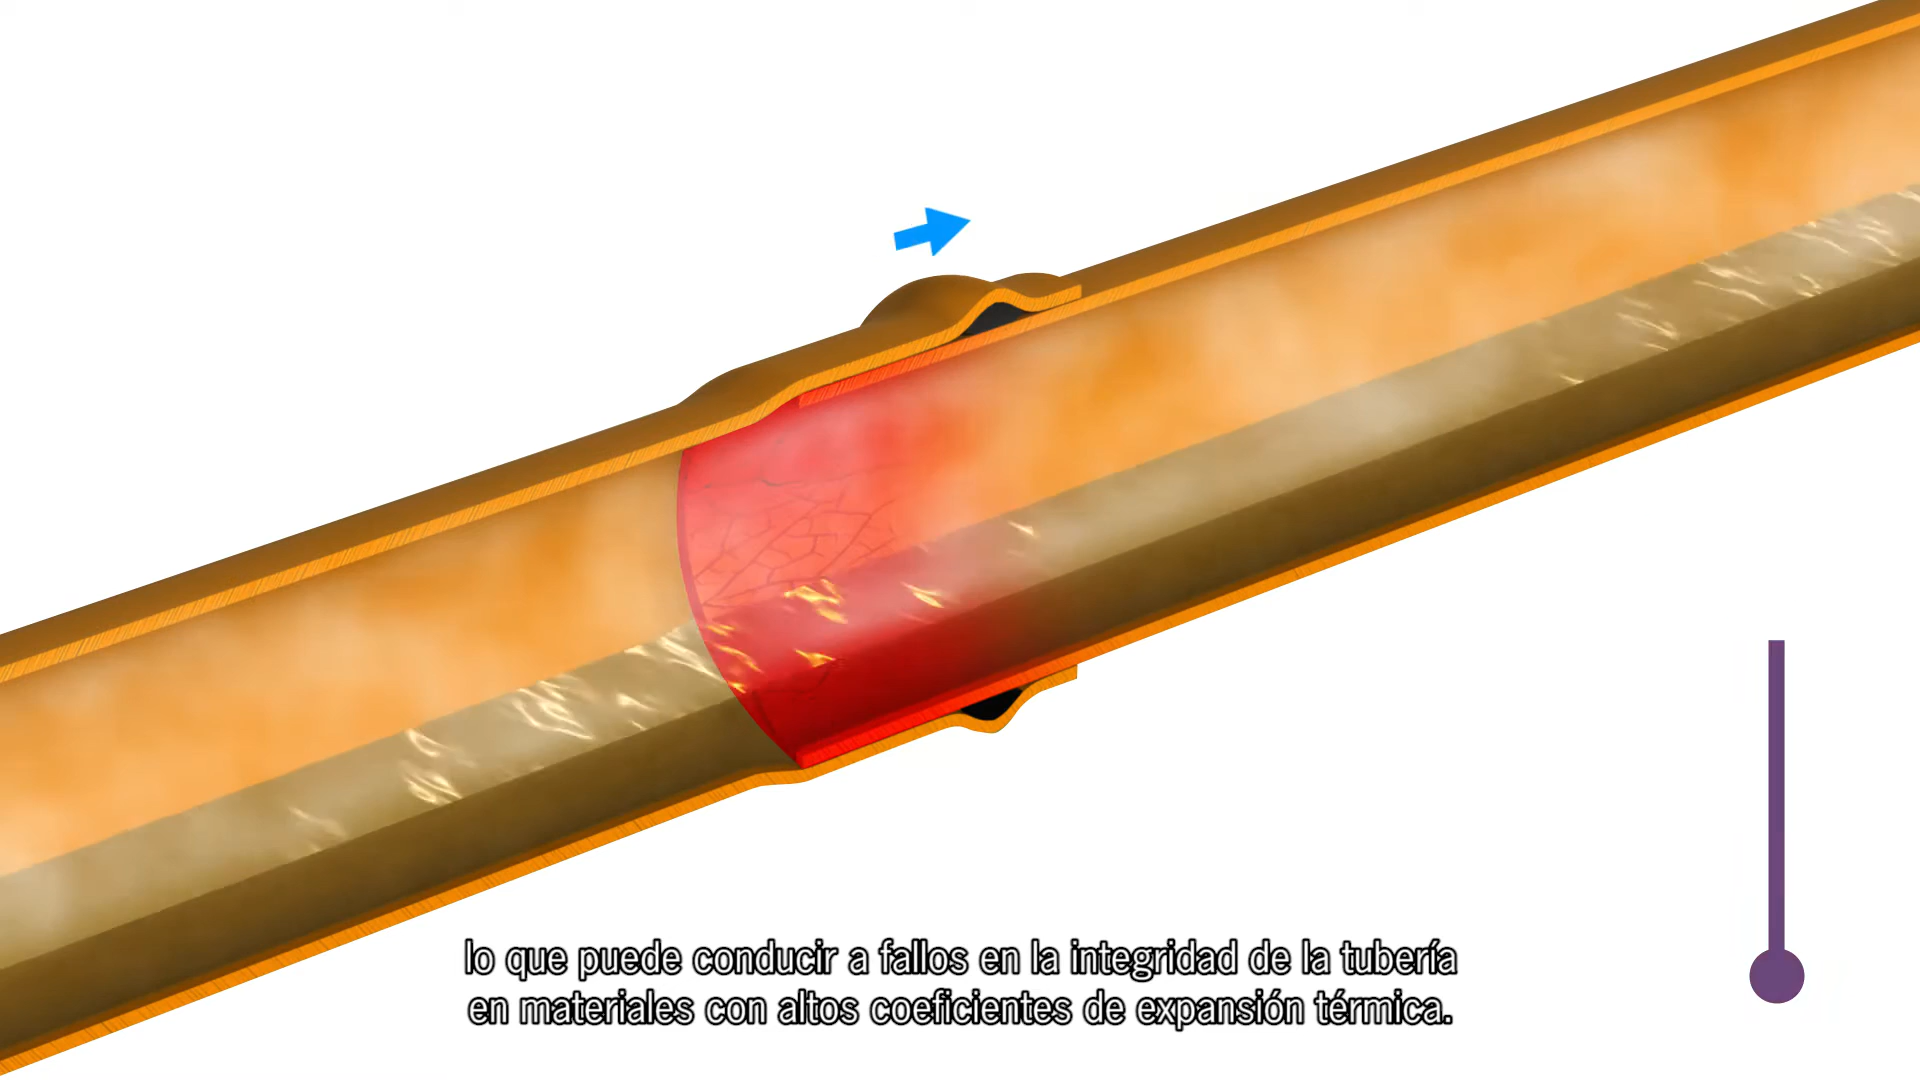 lo que puede conducir a fallos en la integridad de la tubería
en materiales con altos coeficientes de expansión térmica.